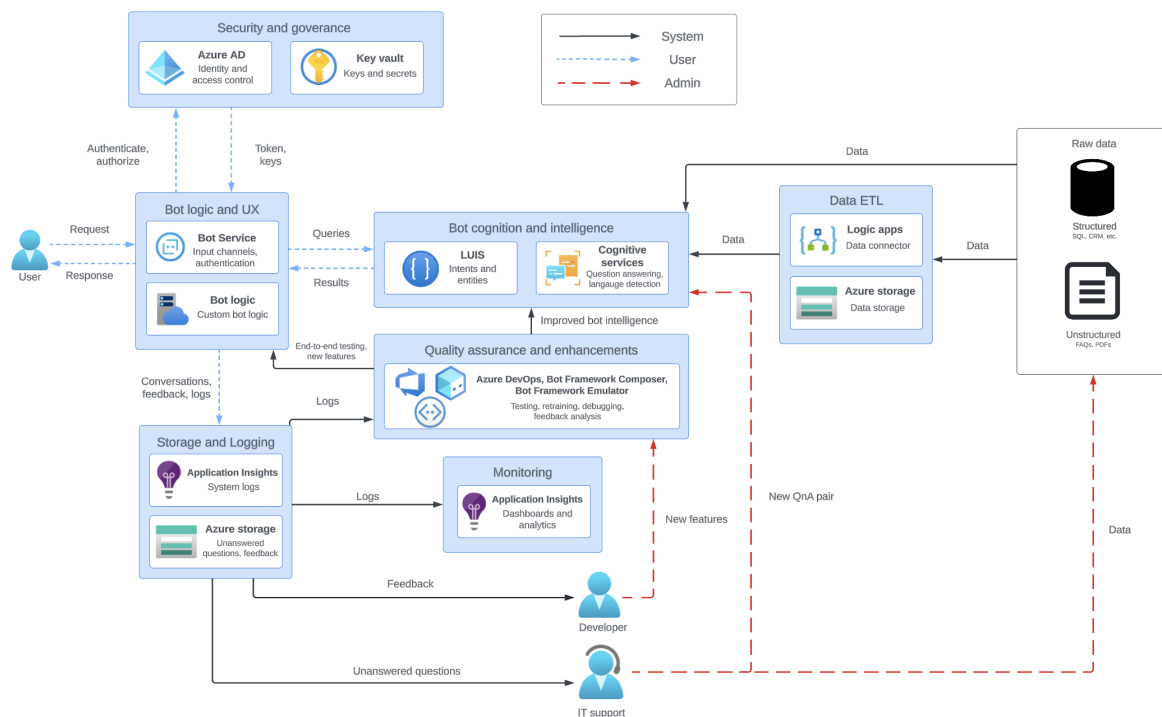 Security and goverance
Azure AD
Identity and
access control
Key vault
Keys and secrets
System
User
Admin
Authenticate,
authorize
Token,
keys
Raw data
Structured
SQL, CRM, etc.
Unstructured
FAQs, PDFs
Data
Data ETL
Logic apps
Data connector
Azure storage
Data storage
Data
Data
Bot logic and UX
Bot Service
Input channels,
authentication
Bot logic
Custom bot logic
Request
Response
User
Queries
Results
Bot cognition and intelligence
LUIS
Intents and
entities
Cognitive
services
Question answering,
langauge detection
Improved bot intelligence
End-to-end testing,
new features
Quality assurance and enhancements
Azure DevOps, Bot Framework Composer,
Bot Framework Emulator
Testing, retraining, debugging,
feedback analysis
Conversations,
feedback, logs
Logs
Storage and Logging
Application Insights
System logs
Azure storage
Unanswered
questions, feedback
Logs
Monitoring
Application Insights
Dashboards and
analytics
New features
New QnA pair
Data
Feedback
Developer
Unanswered questions
IT support